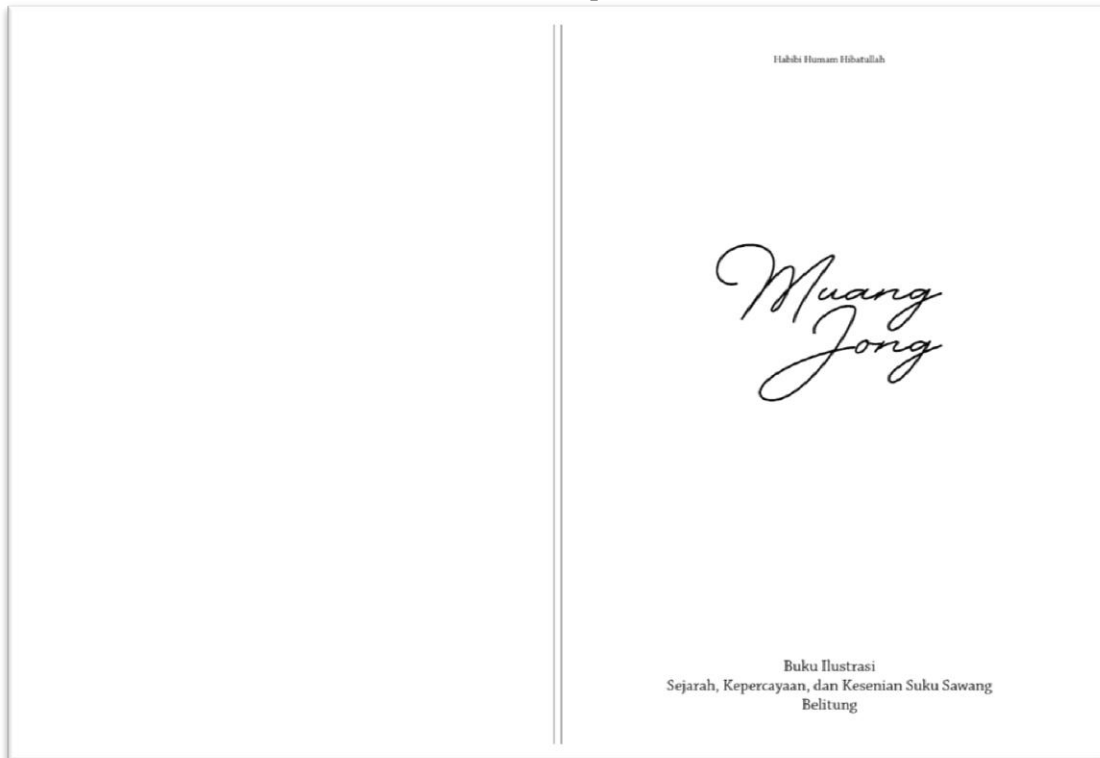 Habibi Humam Hibatullah
Muang
Jong
Buku Ilustrasi
Sejarah, Kepercayaan, dan Kesenian Suku Sawang
Belitung